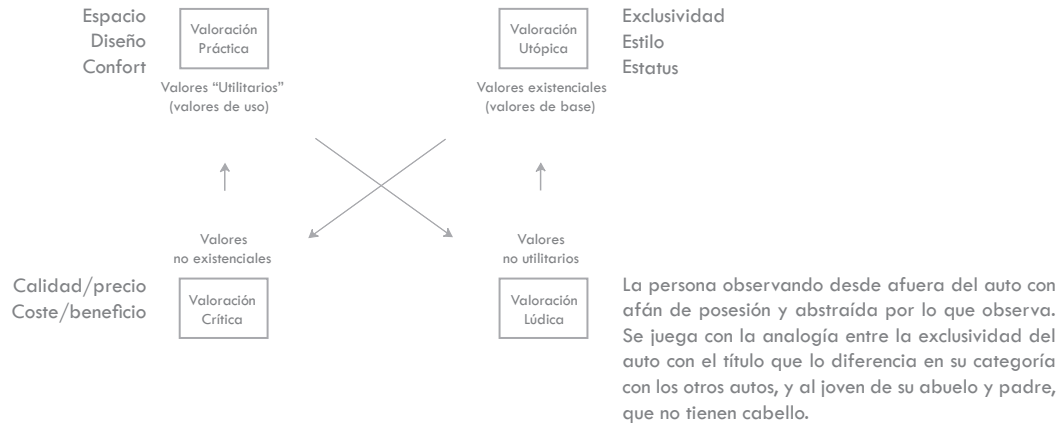 Espacio
Diseño
Confort
Valoración
Práctica
Valores “Utilitarios”
(valores de uso)
Valoración
Utópica
Valores existenciales
(valores de base)
Exclusividad
Estilo
Estatus
Valores
no existenciales
Calidad/precio
Coste/beneficio
Valoración
Crítica
Valores
no utilitarios
Valoración
Lúdica
La persona observando desde afuera del auto con
afán de posesión y abstraída por lo que observa.
Se juega con la analogía entre la exclusividad del
auto con el título que lo diferencia en su categoría
con los otros autos, y al joven de su abuelo y padre,
que no tienen cabello.